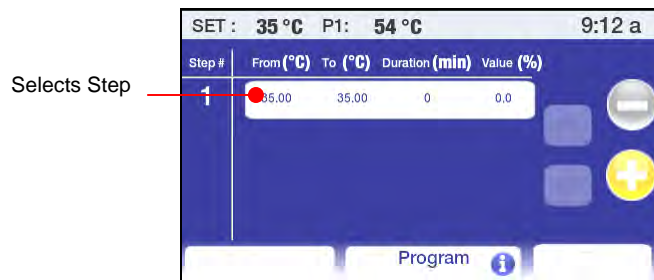 SET : 35 °C P1: 54 °C 9:12 a
Step # From (°C) To (°C) Duration (min) Value (%)
Selects Step
1 35.00 35.00 0 0.0
Program i